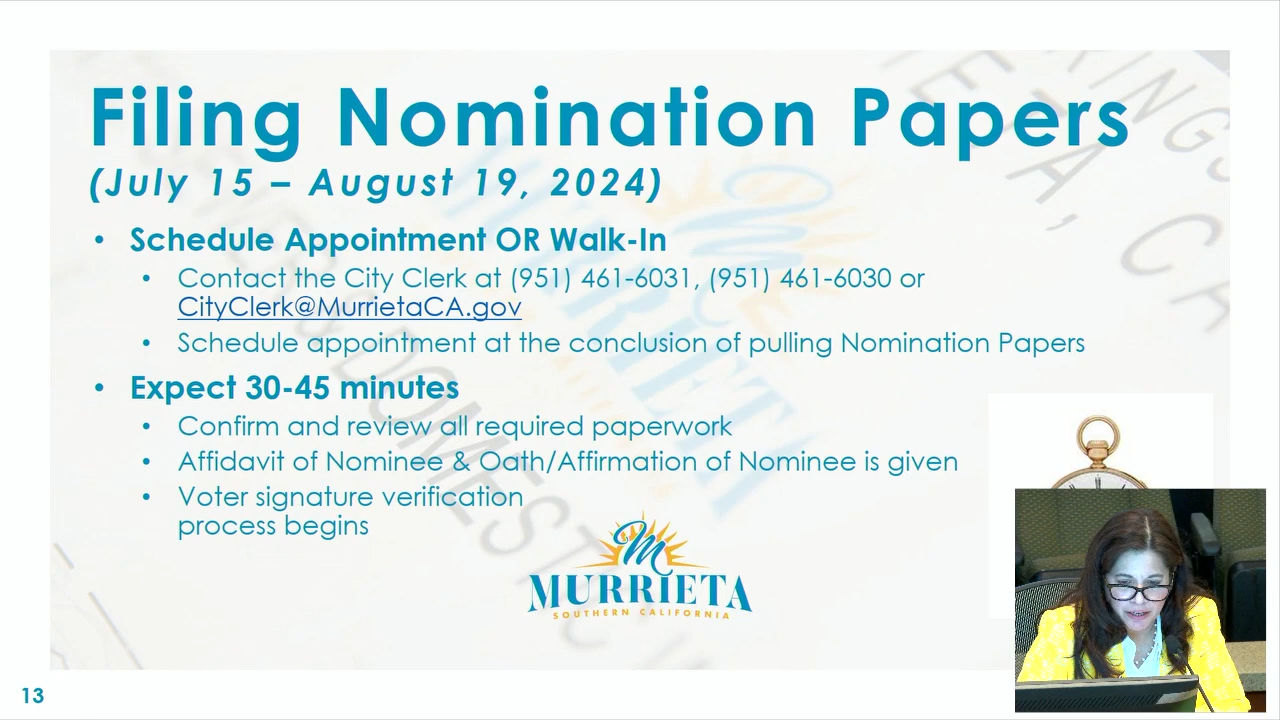 Filing Nomination Papers
(July 15 – August 19, 2024)
• Schedule Appointment OR Walk-In
• Contact the City Clerk at (951) 461-6031, (951) 461-6030 or
CityClerk@MurrietaCA.gov
• Schedule appointment at the conclusion of pulling Nomination Papers
• Expect 30-45 minutes
• Confirm and review all required paperwork
• Affidavit of Nominee & Oath/Affirmation of Nominee is given
• Voter signature verification
process begins
M
MURRIETA
SOUTHERN CALIFORNIA
13